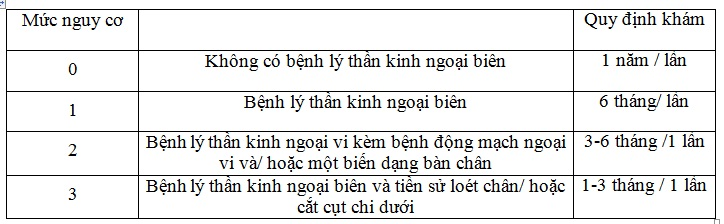 Mức nguy cơ
Quy định khám
0
Không có bệnh lý thần kinh ngoại biên
1 năm / lần
1
Bệnh lý thần kinh ngoại biên
6 tháng/ lần
2
Bệnh lý thần kinh ngoại vi kèm bệnh động mạch ngoại
vi và/ hoặc một biến dạng bàn chân
3-6 tháng /1 lần
3
Bệnh lý thần kinh ngoại biên và tiền sử loét chân/ hoặc
cắt cụt chi dưới
1-3 tháng / 1 lần